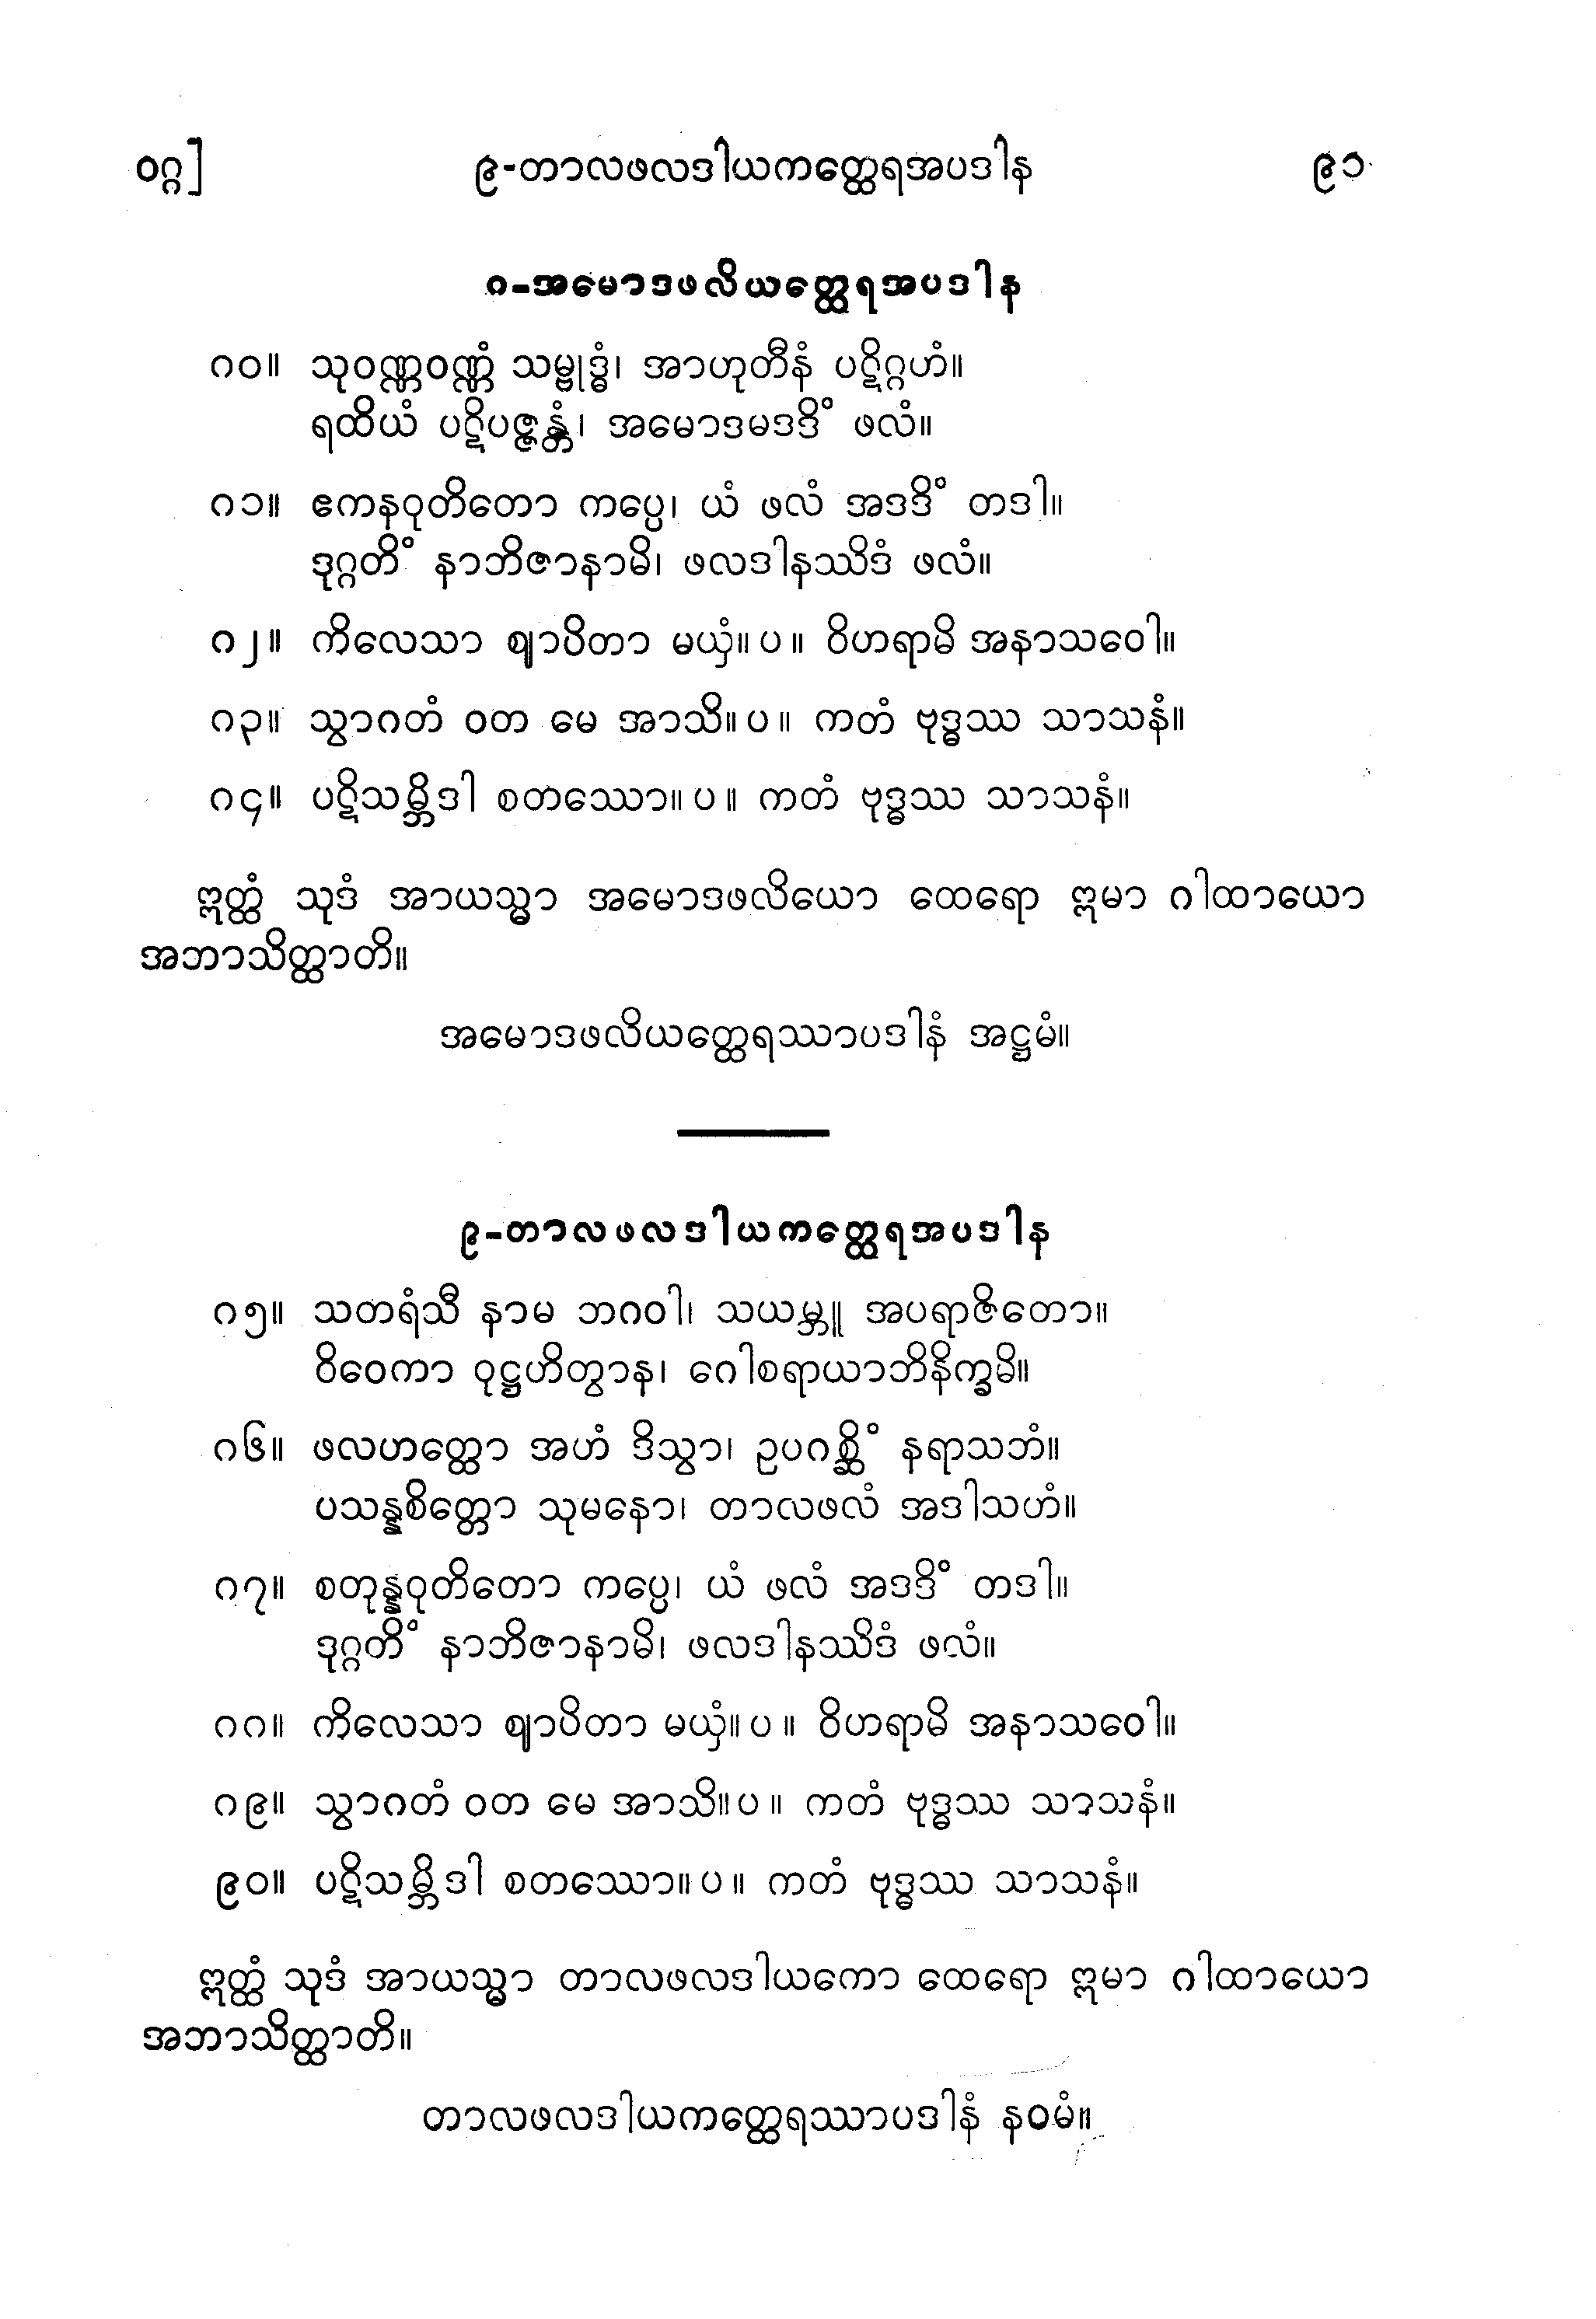 ဝဂ္ဂ] ၉-တာလဖလဒါယကတ္ထေရအပဒါန ၉၁
၈-အမောဒဖလိယတ္ထေရအပဒါန
၈၀။ သုဝဏ္ဏဝဏ္ဏံ သမ္ဗုဒ္ဓံ၊ အာဟုတီနံ ပဋိဂ္ဂဟံ။
ရထိယံ ပဋိပဇ္ဇန္တံ၊ အမောဒမဒဒိံ ဖလံ။
၈၁။ ဧကနဝုတိတော ကပ္ပေ၊ ယံ ဖလံ အဒဒိံ တဒါ။
ဒုဂ္ဂတိံ နာဘိဇာနာမိ၊ ဖလဒါနဿိဒံ ဖလံ။
၈၂။ ကိလေသာ ဈာပိတာ မယှံ။ ပ။ ဝိဟရာမိ အနာသဝေါ။
၈၃။ သွာဂတံ ဝတ မေ အာသိ။ ပ။ ကတံ ဗုဒ္ဓဿ သာသနံ။
၈၄။ ပဋိသမ္ဘိဒါ စတဿော။ ပ။ ကတံ ဗုဒ္ဓဿ သာသနံ။
ဣတ္ထံ သုဒံ အာယသ္မာ အမောဒဖလိယော ထေရော ဣမာ ဂါထာယော
အဘာသိတ္ထာတိ။
အမောဒဖလိယတ္ထေရဿာပဒါနံ အဋ္ဌမံ။
၉-တာလဖလဒါယကတ္ထေရအပဒါန
၈၅။ သတရံသီ နာမ ဘဂဝါ၊ သယမ္ဘူ အပရာဇိတော။
ဝိဝေကာ ဝုဋ္ဌဟိတွာန၊ ဂေါစရာယာဘိနိက္ခမိ။
၈၆။ ဖလဟတ္ထော အဟံ ဒိသွာ၊ ဥပဂစ္ဆိံ နရာသဘံ။
ပသန္နစိတ္တော သုမနော၊ တာလဖလံ အဒါသဟံ။
၈၇။ စတုန္နဝုတိတော ကပ္ပေ၊ ယံ ဖလံ အဒဒိံ တဒါ။
ဒုဂ္ဂတိံ နာဘိဇာနာမိ၊ ဖလဒါနဿိဒံ ဖလံ။
၈၈။ ကိလေသာ ဈာပိတာ မယှံ။ ပ။ ဝိဟရာမိ အနာသဝေါ။
၈၉။ သွာဂတံ ဝတ မေ အာသိ။ ပ။ ကတံ ဗုဒ္ဓဿ သာသနံ။
၉၀။ ပဋိသမ္ဘိဒါ စတဿော။ ပ။ ကတံ ဗုဒ္ဓဿ သာသနံ။
ဣတ္ထံ သုဒံ အာယသ္မာ တာလဖလဒါယကော ထေရော ဣမာ ဂါထာယော
အဘာသိတ္ထာတိ။
တာလဖလဒါယကတ္ထေရဿာပဒါနံ နဝမံ။